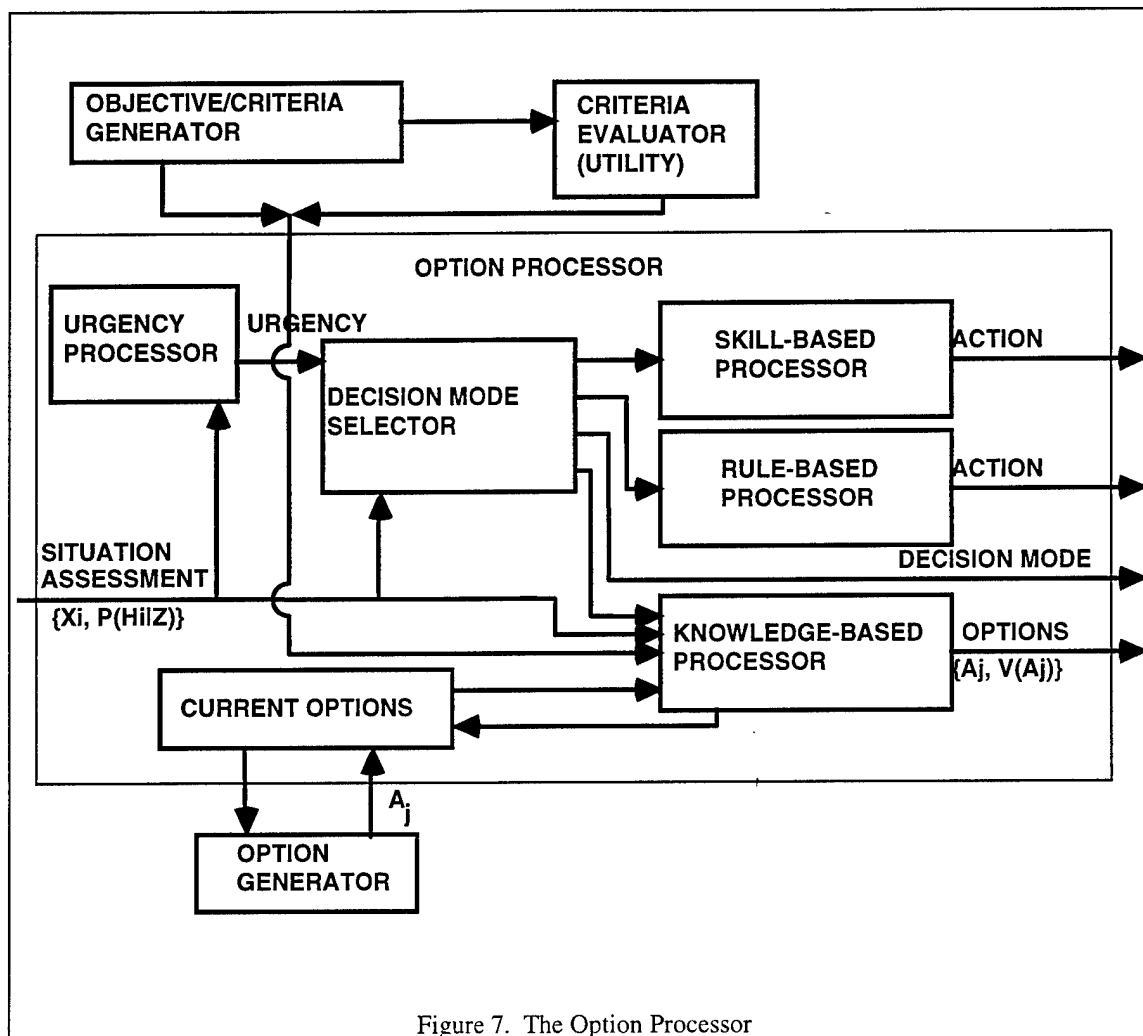 OBJECTIVE/CRITERIA
GENERATOR
CRITERIA
EVALUATOR
(UTILITY)
OPTION PROCESSOR
URGENCY
PROCESSOR
URGENCY
DECISION MODE
SELECTOR
SKILL-BASED
PROCESSOR
ACTION
RULE-BASED
PROCESSOR
ACTION
SITUATION
ASSESSMENT
{Xi, P(Hi|Z)}
DECISION MODE
KNOWLEDGE-BASED
PROCESSOR
OPTIONS
{Aj, V(Aj)}
CURRENT OPTIONS
Aj
OPTION
GENERATOR
Figure 7. The Option Processor